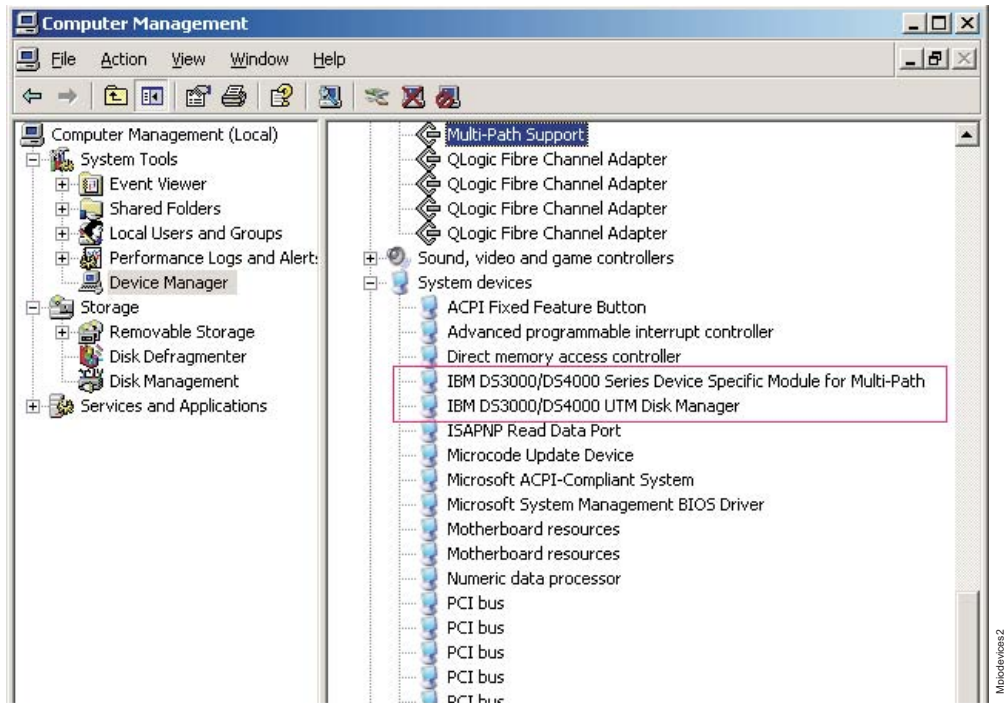 Computer Management
File Action View Window Help
Computer Management (Local)
System Tools
Event Viewer
Shared Folders
Local Users and Groups
Performance Logs and Alert:
Device Manager
Storage
Removable Storage
Disk Defragmenter
Disk Management
Services and Applications
Multi-Path Support
QLogic Fibre Channel Adapter
QLogic Fibre Channel Adapter
QLogic Fibre Channel Adapter
QLogic Fibre Channel Adapter
Sound, video and game controllers
System devices
ACPI Fixed Feature Button
Advanced programmable interrupt controller
Direct memory access controller
IBM DS3000/DS4000 Series Device Specific Module for Multi-Path
IBM DS3000/DS4000 UTM Disk Manager
ISAPNP Read Data Port
Microcode Update Device
Microsoft ACPI-Compliant System
Microsoft System Management BIOS Driver
Motherboard resources
Motherboard resources
Numeric data processor
PCI bus
PCI bus
PCI bus
PCI bus
PCI bus
Mpiodevices2